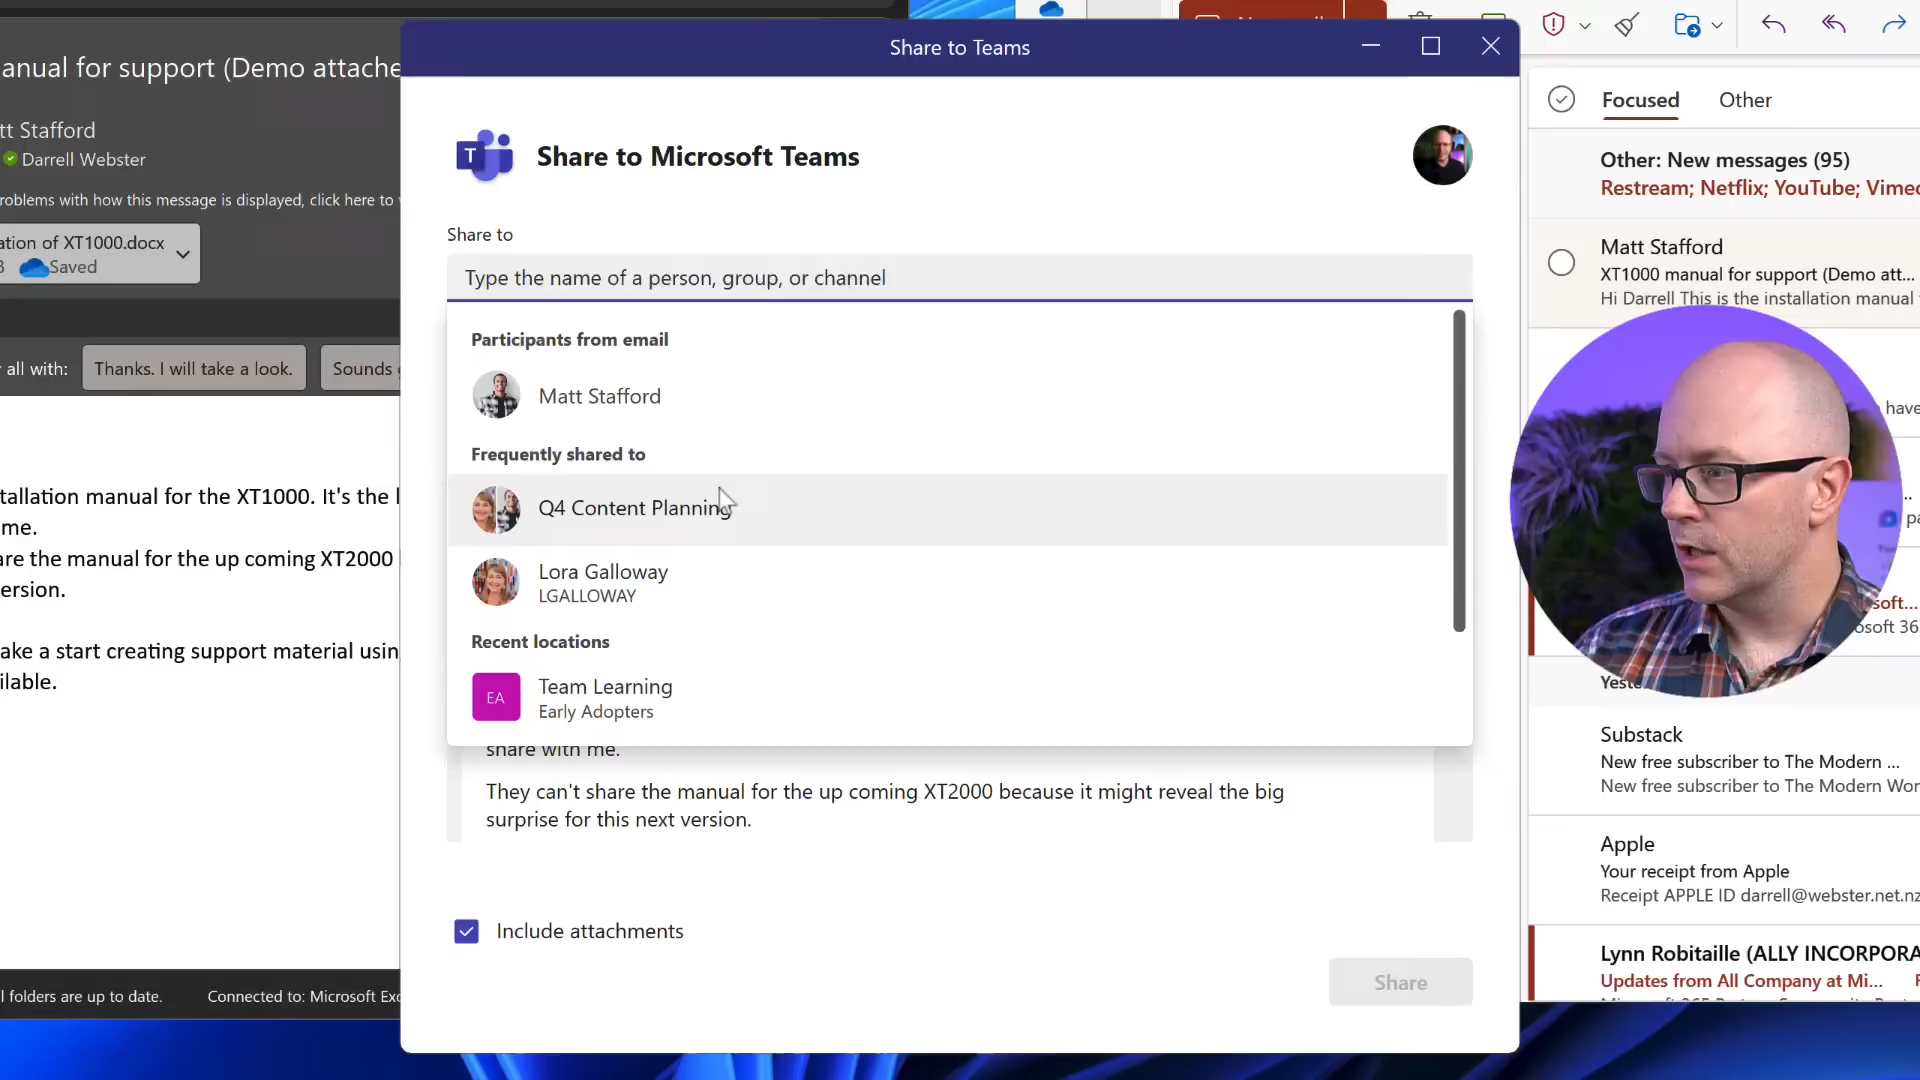 Share to Teams
anual for support (Demo attache
tt Stafford
Darrell Webster
roblems with how this message is displayed, click here to
ation of XT1000.docx
Saved
all with:
Thanks. I will take a look.
Sounds
tallation manual for the XT1000. It's the l
me.
are the manual for the up coming XT2000
ersion.
ake a start creating support material usin
ilable.
l folders are up to date.
Connected to: Microsoft Exc
T
Share to Microsoft Teams
Share to
Type the name of a person, group, or channel
Participants from email
Matt Stafford
Frequently shared to
Q4 Content Planning
Lora Galloway
LGALLOWAY
Recent locations
EA
Team Learning
Early Adopters
share with me.
They can't share the manual for the up coming XT2000 because it might reveal the big
surprise for this next version.
Include attachments
Share
Focused
Other
Other: New messages (95)
Restream; Netflix; YouTube; Vimeo
Matt Stafford
XT1000 manual for support (Demo att...
Hi Darrell This is the installation manual
have
soft...
osoft 36
Yeste
Substack
New free subscriber to The Modern ...
New free subscriber to The Modern Wor
Apple
Your receipt from Apple
Receipt APPLE ID darrell@webster.net.nz
Lynn Robitaille (ALLY INCORPORA
Updates from All Company at Mi...